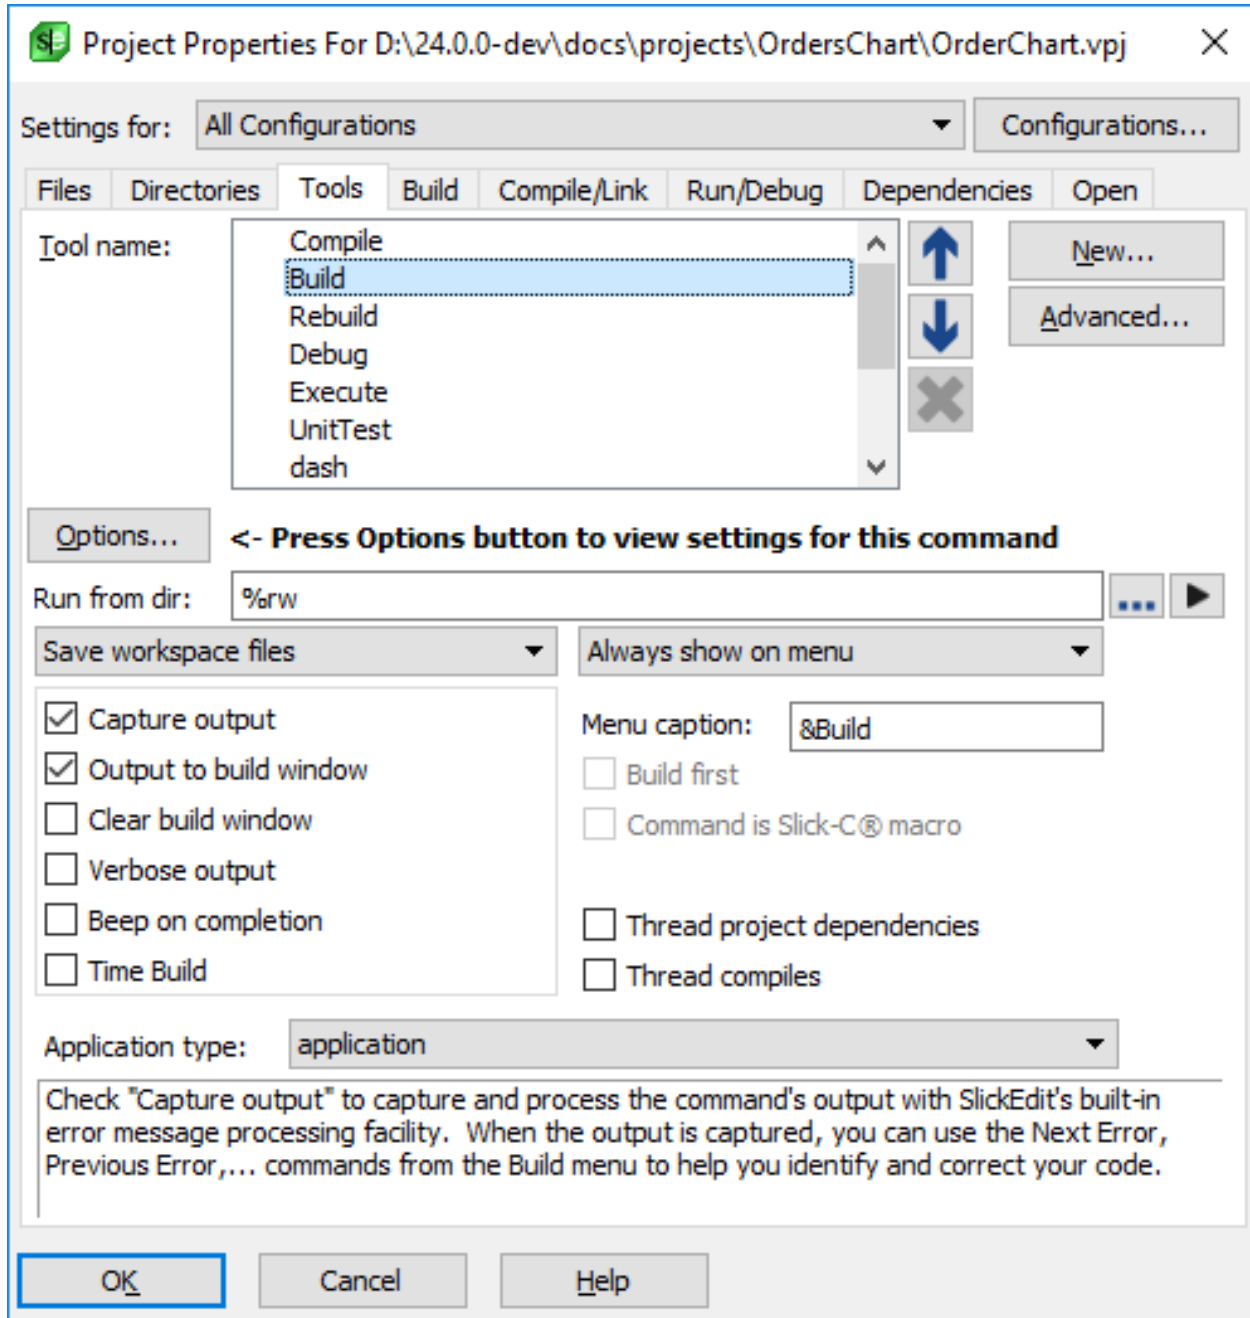 Project Properties For D:\24.0.0-dev\docs\projects\OrdersChart\OrderChart.vpj
Settings for: All Configurations Configurations...
Files Directories Tools Build Compile/Link Run/Debug Dependencies Open
Tool name: Compile New...
Build
Rebuild Advanced...
Debug
Execute
UnitTest
dash
Options... <- Press Options button to view settings for this command
Run from dir: %rw ...
Save workspace files Always show on menu
Capture output Menu caption: &Build
Output to build window Build first
Clear build window Command is Slick-C® macro
Verbose output
Beep on completion Thread project dependencies
Time Build Thread compiles
Application type: application
Check "Capture output" to capture and process the command's output with SlickEdit's built-in
error message processing facility.  When the output is captured, you can use the Next Error,
Previous Error,... commands from the Build menu to help you identify and correct your code.
OK Cancel Help